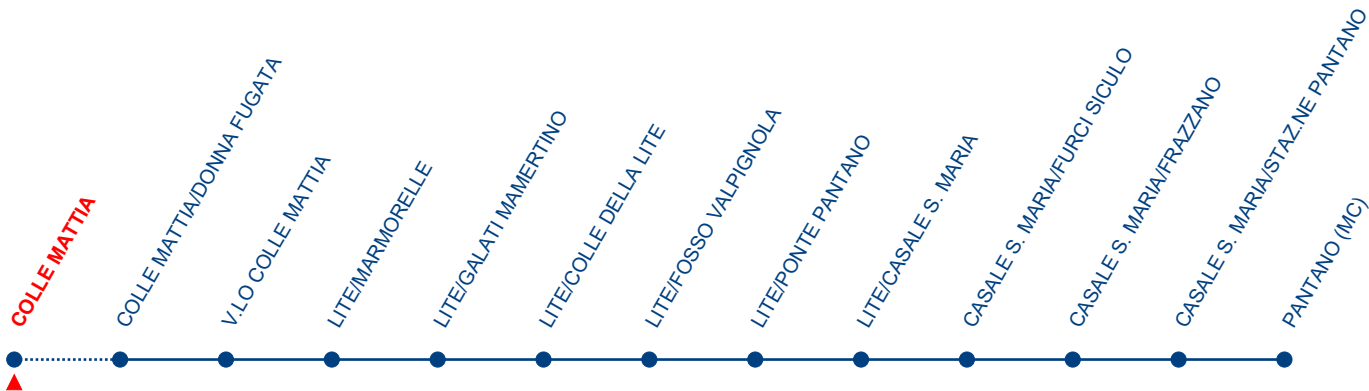 COLLE MATTIA
COLLE MATTIA/DONNA FUGATA
V.LO COLLE MATTIA
LITE/MARMORELLE
LITE/GALATI MAMERTINO
LITE/COLLE DELLA LITE
LITE/FOSSO VALPIGNOLA
LITE/PONTE PANTANO
LITE/CASALE S. MARIA
CASALE S. MARIA/FURCI SICULO
CASALE S. MARIA/FRAZZANO
CASALE S. MARIA/STAZ.NE PANTANO
PANTANO (MC)